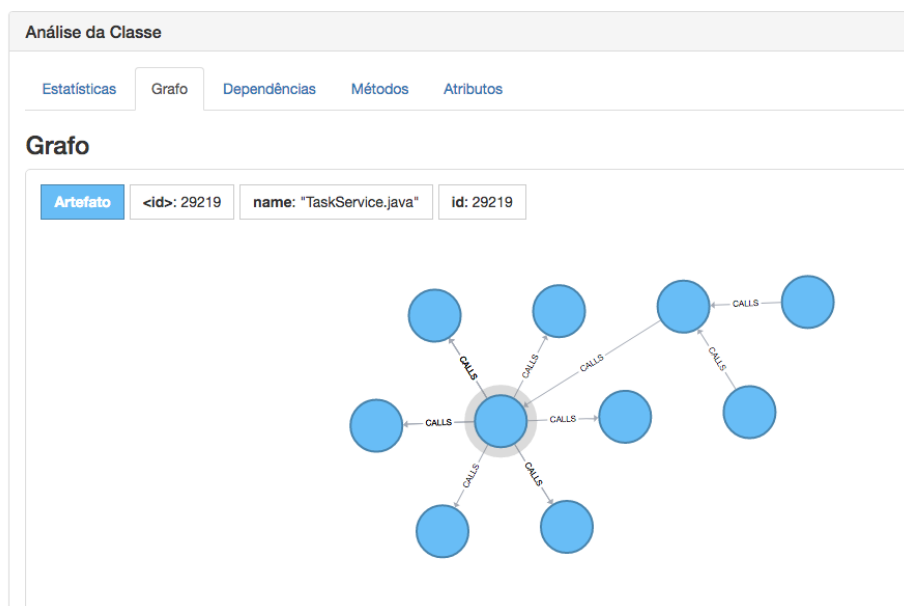 Análise da Classe
Estatísticas Grafo Dependências Métodos Atributos
Grafo
Artefato <id>: 29219 name: "TaskService.java" id: 29219
CALLS
CALLS
CALLS
CALLS
CALLS
CALLS
CALLS
CALLS
CALLS